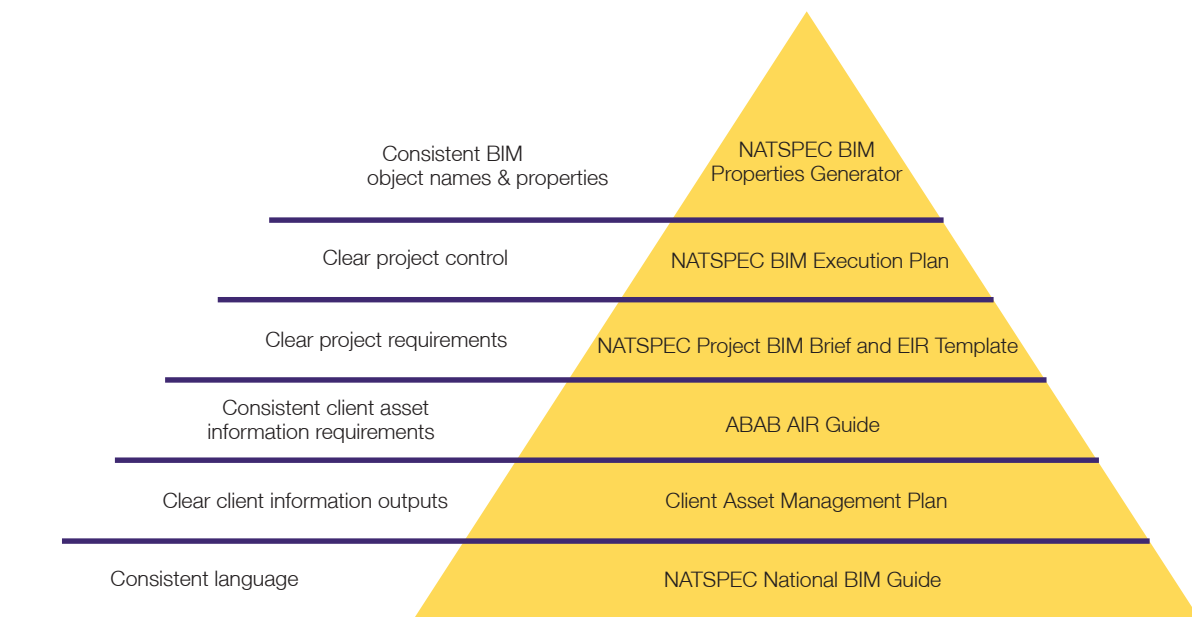 Consistent BIM
object names & properties
NATSPEC BIM
Properties Generator
Clear project control
NATSPEC BIM Execution Plan
Clear project requirements
NATSPEC Project BIM Brief and EIR Template
Consistent client asset
information requirements
ABAB AIR Guide
Clear client information outputs
Client Asset Management Plan
Consistent language
NATSPEC National BIM Guide